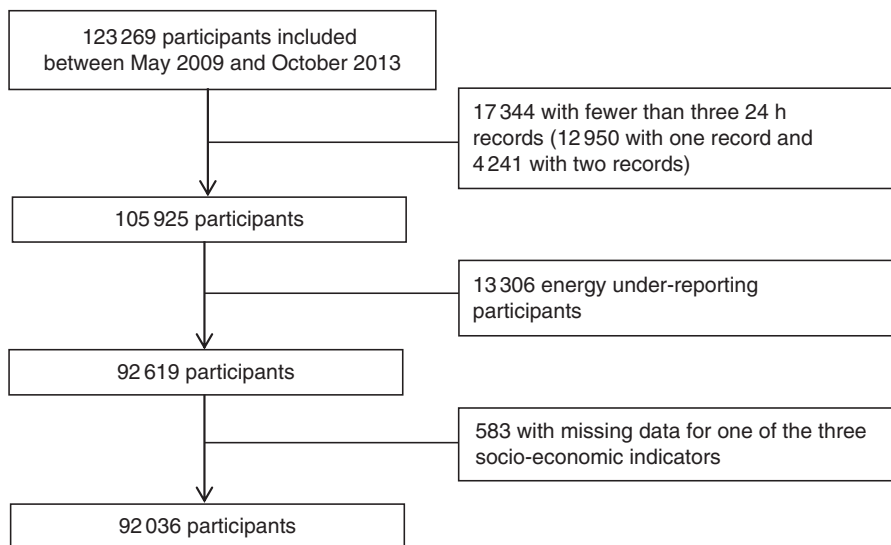 123 269 participants included
between May 2009 and October 2013
17 344 with fewer than three 24 h
records (12 950 with one record and
4 241 with two records)
105 925 participants
13 306 energy under-reporting
participants
92 619 participants
583 with missing data for one of the three
socio-economic indicators
92 036 participants